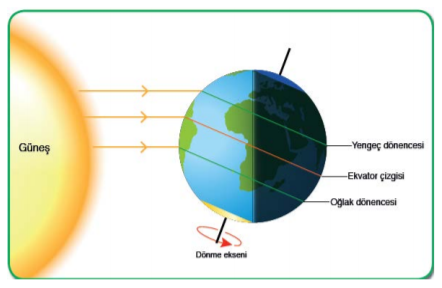 Güneş
Yengeç dönencesi
Ekvator çizgisi
Oğlak dönencesi
Dönme ekseni